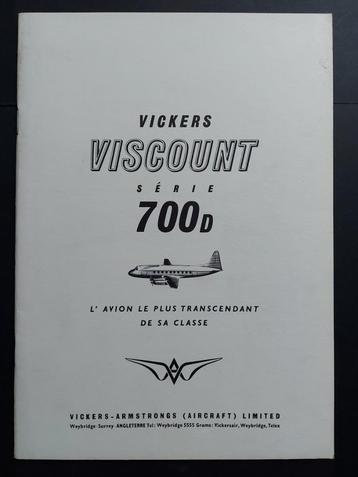 VICKERS
VISCOUNT
SÉRIE
700D
L' AVION LE PLUS TRANSCENDANT
DE SA CLASSE
VICKERS-ARMSTRONGS (AIRCRAFT) LIMITED
Weybridge Surrey ANGLETERRE Tel: Weybridge 5555 Grams: Vickersair, Weybridge, Telex